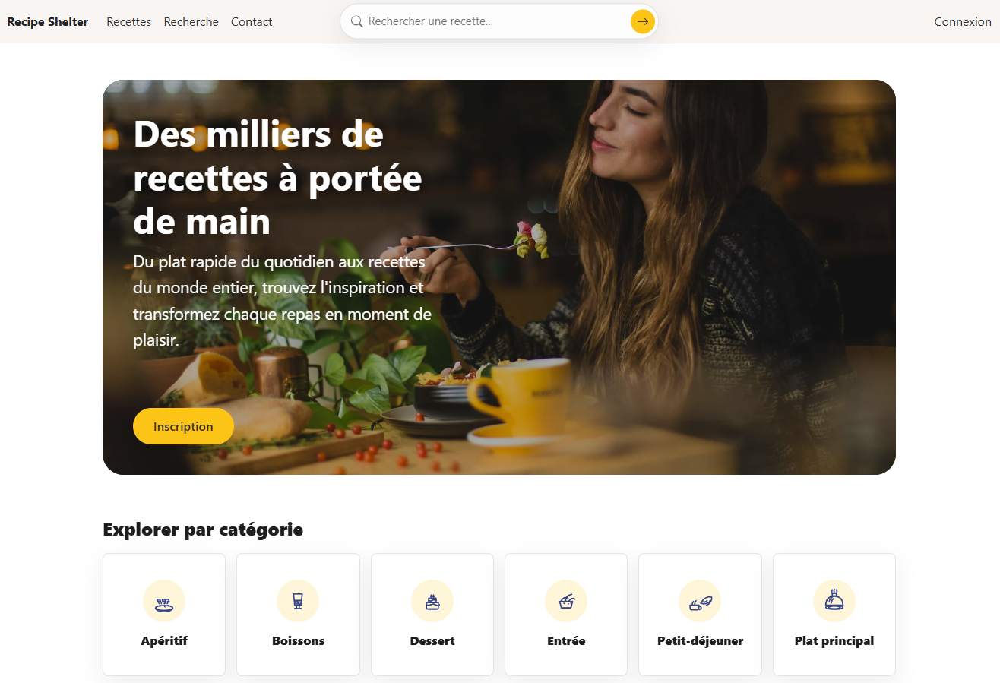 Recipe Shelter
Recettes
Recherche
Contact
Rechercher une recette...
Connexion
Des milliers de
recettes à portée
de main
Du plat rapide du quotidien aux recettes
du monde entier, trouvez l'inspiration et
transformez chaque repas en moment de
plaisir.
Inscription
Explorer par catégorie
Apéritif
Boissons
Dessert
Entrée
Petit-déjeuner
Plat principal